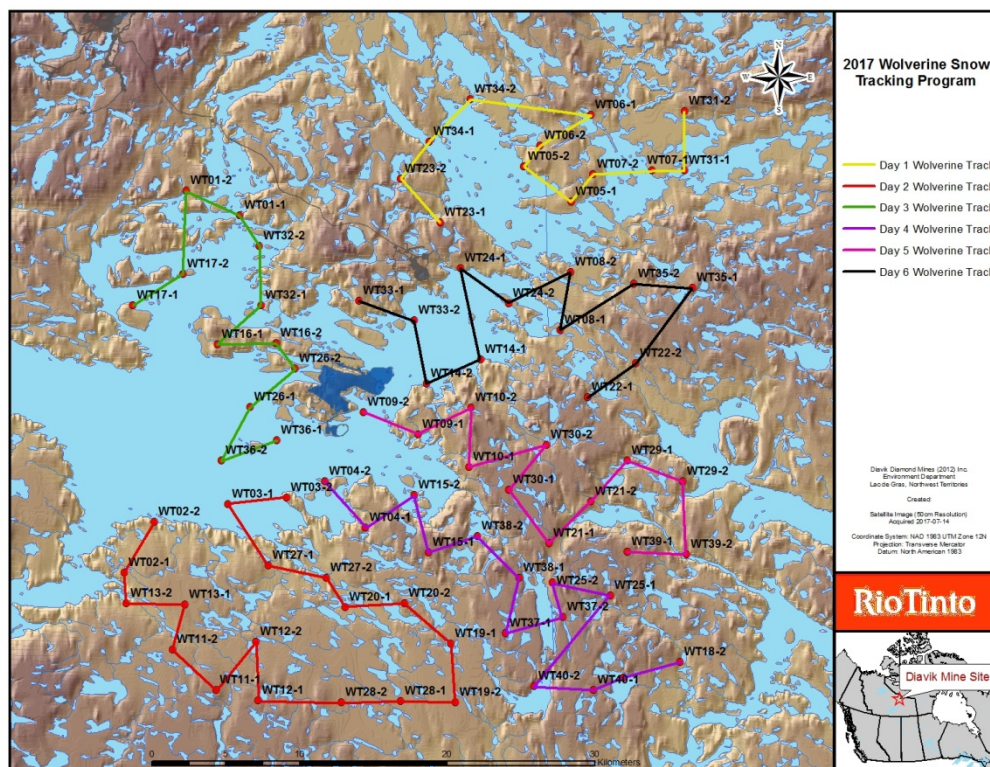 2017 Wolverine Snow
Tracking Program
Day 1 Wolverine Track
Day 2 Wolverine Track
Day 3 Wolverine Track
Day 4 Wolverine Track
Day 5 Wolverine Track
Day 6 Wolverine Track
Diavik Diamond Mines (2012) Inc.
Environment Department
Lac de Gras, Northwest Territories
Created:
Satellite Image (50cm Resolution)
Acquired 2017-07-14
Coordinate System: NAD 1983 UTM Zone 12N
Projection: Transverse Mercator
Datum: North American 1983
RioTinto
Diavik Mine Site
N
W
E
S
WT34-2
WT06-1
WT31-2
WT34-1
WT06-2
WT05-2
WT07-2
WT07-1
WT31-1
WT23-2
WT05-1
WT01-2
WT01-1
WT23-1
WT32-2
WT17-2
WT24-1
WT08-2
WT35-2
WT35-1
WT17-1
WT32-1
WT33-1
WT24-2
WT33-2
WT08-1
WT16-1
WT16-2
WT26-2
WT14-1
WT22-2
WT14-2
WT22-1
WT26-1
WT09-2
WT10-2
WT36-1
WT09-1
WT36-2
WT10-1
WT30-2
WT29-1
WT04-2
WT29-2
WT03-1
WT03-2
WT15-2
WT30-1
WT21-2
WT02-2
WT04-1
WT38-2
WT15-1
WT21-1
WT39-1
WT39-2
WT02-1
WT27-1
WT27-2
WT38-1
WT25-2
WT25-1
WT13-2
WT13-1
WT20-1
WT20-2
WT37-2
WT37-1
WT11-2
WT12-2
WT19-1
WT18-2
WT11-1
WT12-1
WT28-2
WT28-1
WT19-2
WT40-2
WT40-1
0
5
10
20
30
Kilometers